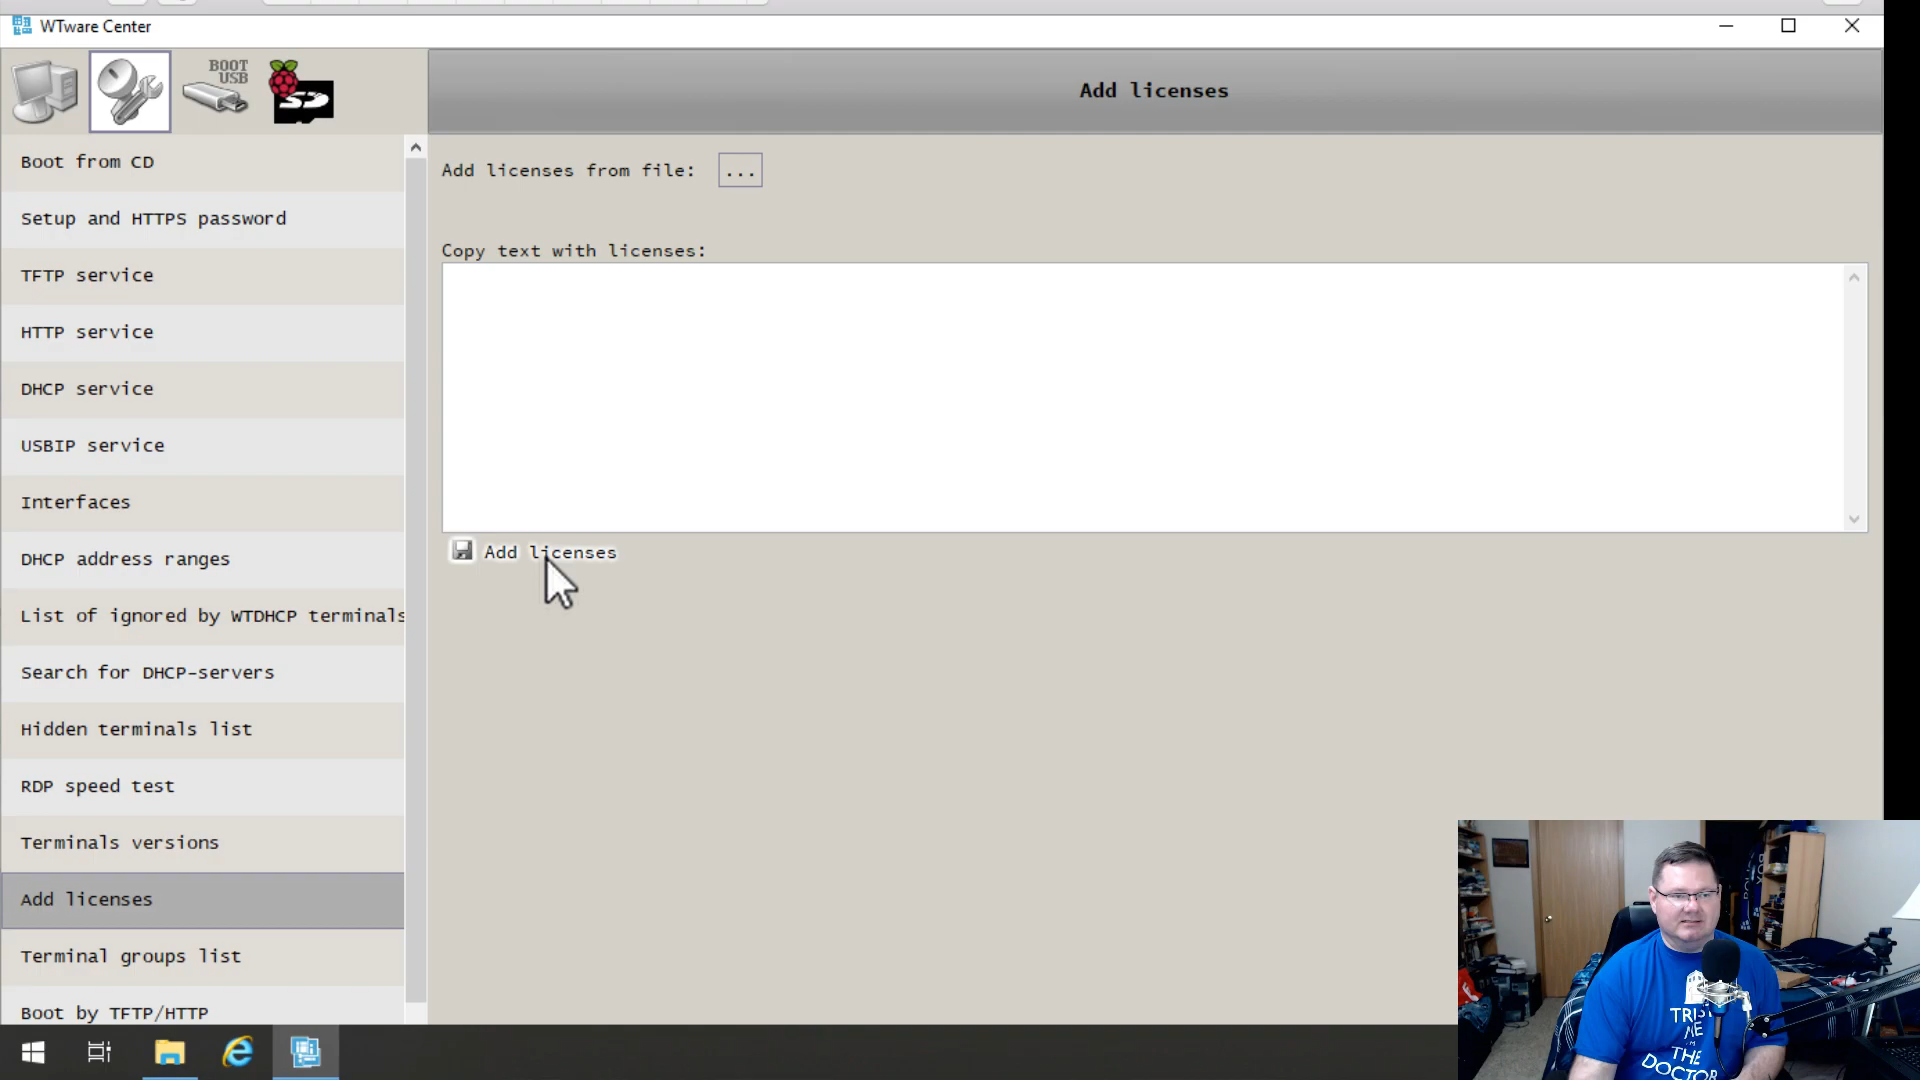 WTware Center
BOOT
USB
SD
Add licenses
Boot from CD
Setup and HTTPS password
TFTP service
HTTP service
DHCP service
USBIP service
Interfaces
DHCP address ranges
List of ignored by WTDHCP terminals
Search for DHCP-servers
Hidden terminals list
RDP speed test
Terminals versions
Add licenses
Terminal groups list
Boot by TFTP/HTTP
Add licenses from file: ...
Copy text with licenses:
Add licenses
THE
DOCTOR